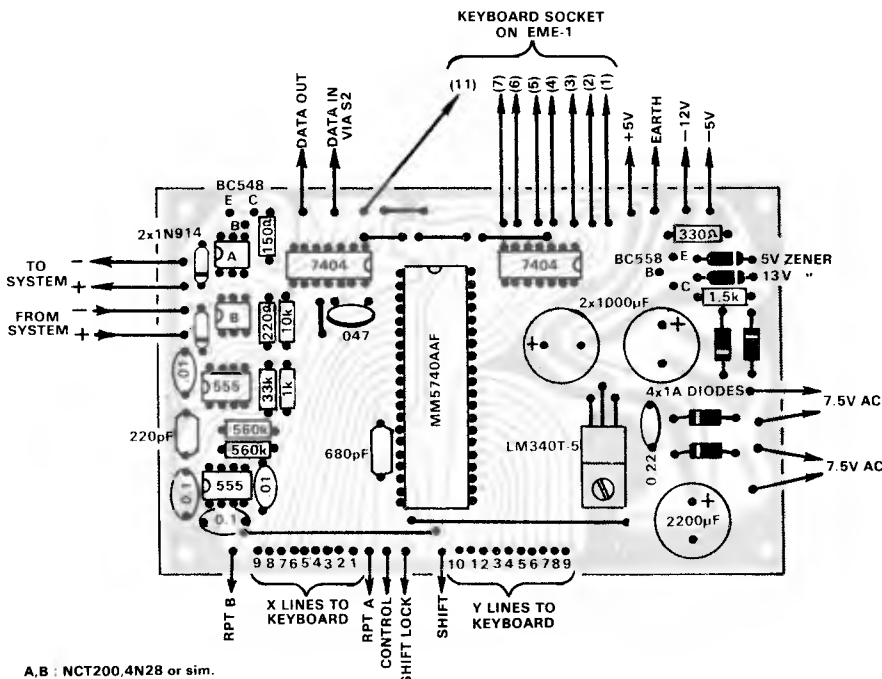 KEYBOARD SOCKET
ON EME-1
(11)
(7)
(6)
(5)
(4)
(3)
(2)
(1)
DATA OUT
DATA IN
VIA S2
+5V
EARTH
-12V
-5V
BC548
E C
B
2x1N914
150Ω
A
7404
7404
330Ω
BC558
E
B
C
5V ZENER
13V "
1.5k
TO
SYSTEM
-
+
FROM
SYSTEM
-
+
B
220Ω
10k
047
MM5740AAF
2x1000µF
+
+
.01
555
33k
1k
4x1A DIODES
7.5V AC
220pF
560k
560k
680pF
LM340T-5
0.22
7.5V AC
0.1
555
.01
0.1
+
2200µF
9 8 7 6 5 4 3 2 1
10 1 2 3 4 5 6 7 8 9
RPT B
X LINES TO
KEYBOARD
RPT A
CONTROL
SHIFT LOCK
SHIFT
Y LINES TO
KEYBOARD
A,B : NCT200,4N28 or sim.